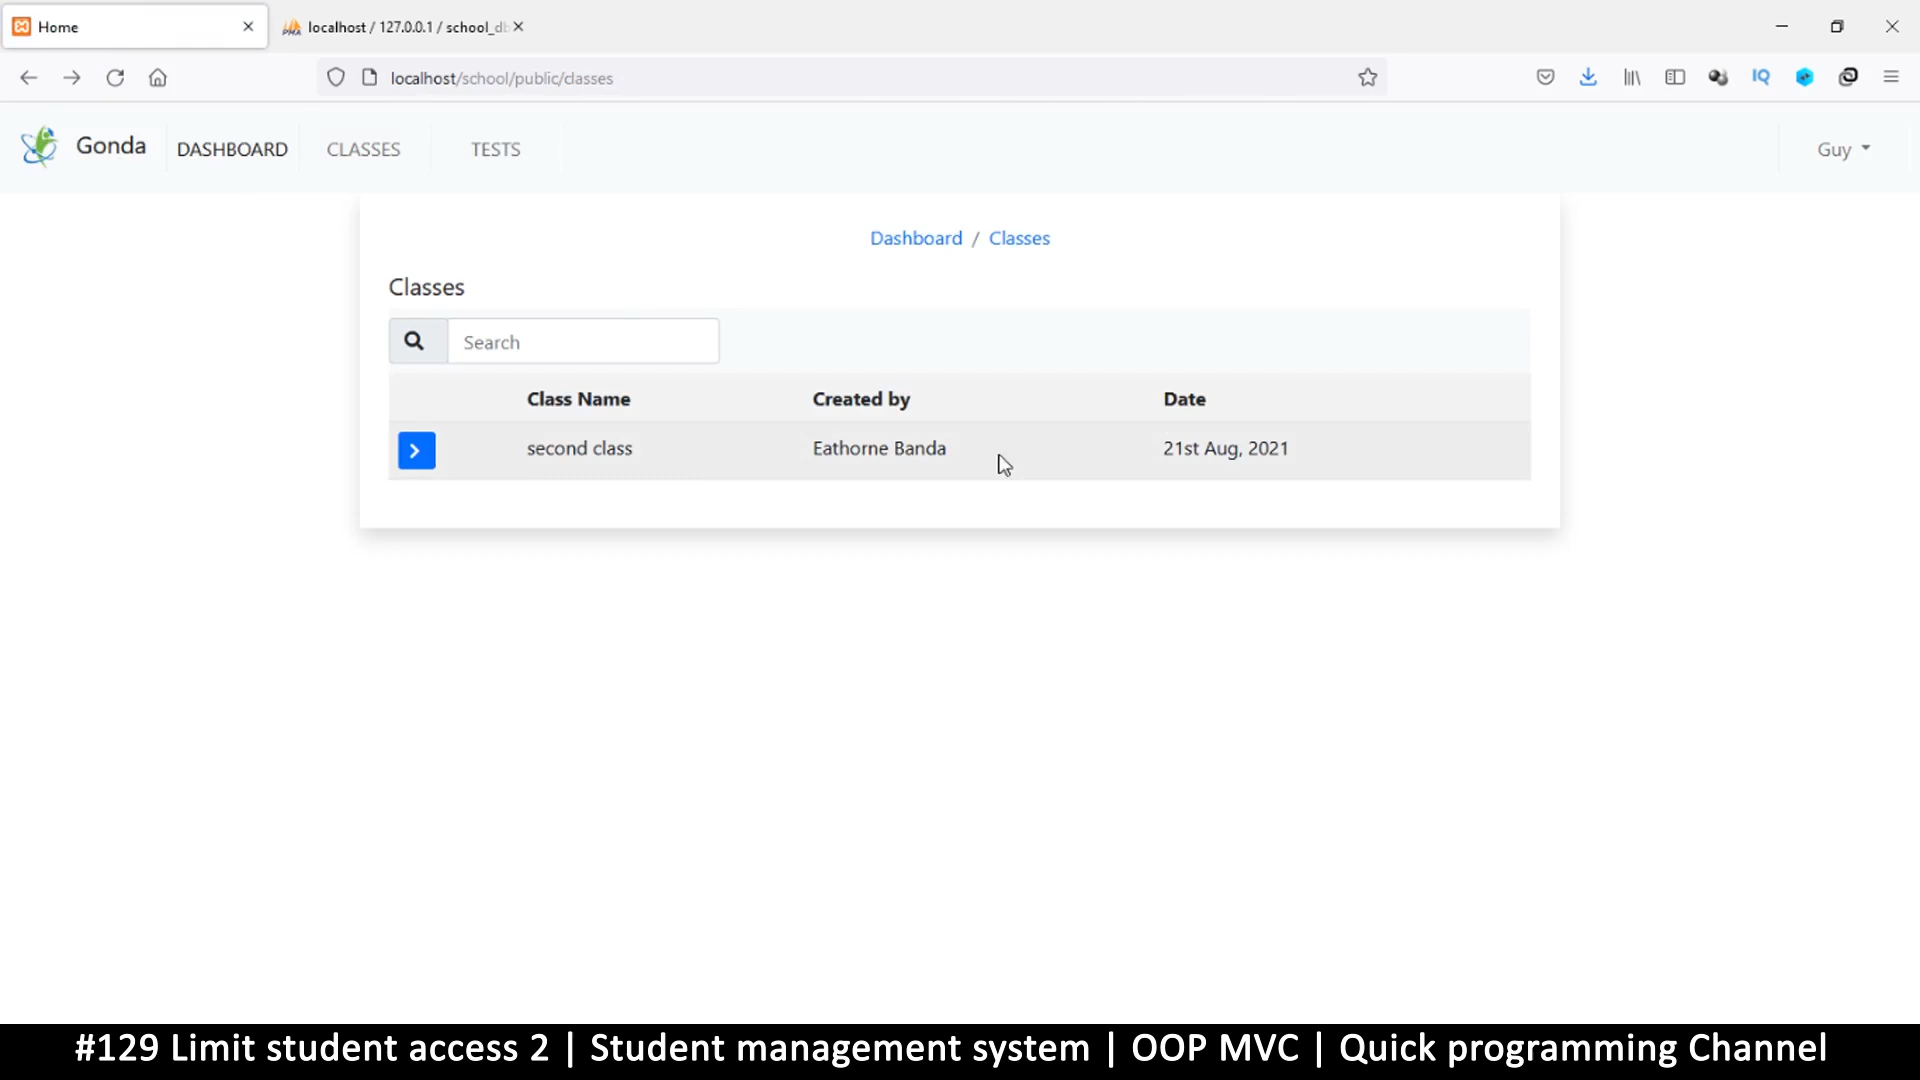 Home
localhost / 127.0.0.1 / school_db
localhost/school/public/classes
IQ
Gonda
DASHBOARD
CLASSES
TESTS
Guy
Dashboard / Classes
Classes
Search
Class Name Created by Date
second class Eathorne Banda 21st Aug, 2021
#129 Limit student access 2 | Student management system | OOP MVC | Quick programming Channel